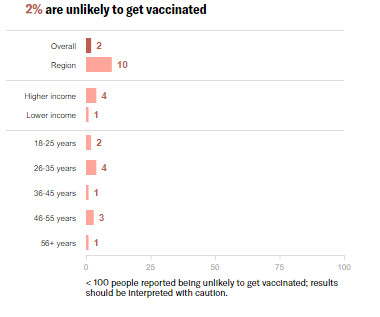 2% are unlikely to get vaccinated
Overall 2
Region 10
Higher income 4
Lower income 1
18-25 years 2
26-35 years 4
36-45 years 1
46-55 years 3
56+ years 1
0 25 50 75 100
< 100 people reported being unlikely to get vaccinated; results
should be interpreted with caution.